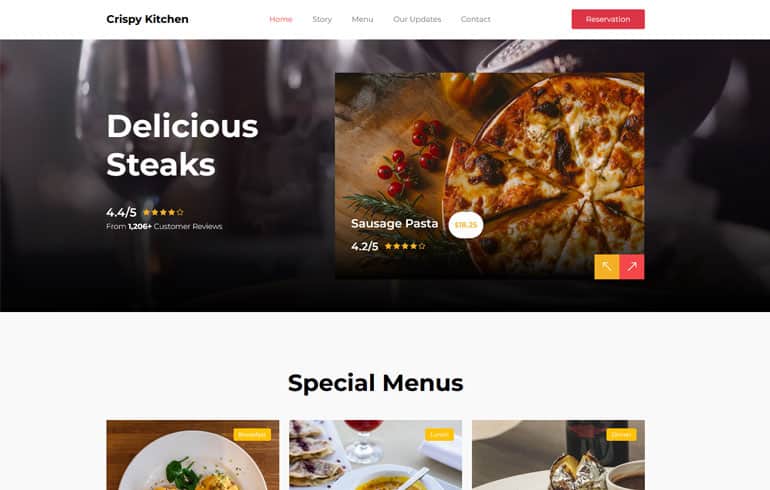 Crispy Kitchen
Home
Story
Menu
Our Updates
Contact
Reservation
Delicious
Steaks
4.4/5
From 1,206+ Customer Reviews
Sausage Pasta
$18.25
4.2/5
Special Menus
Breakfast
Lunch
Dinner